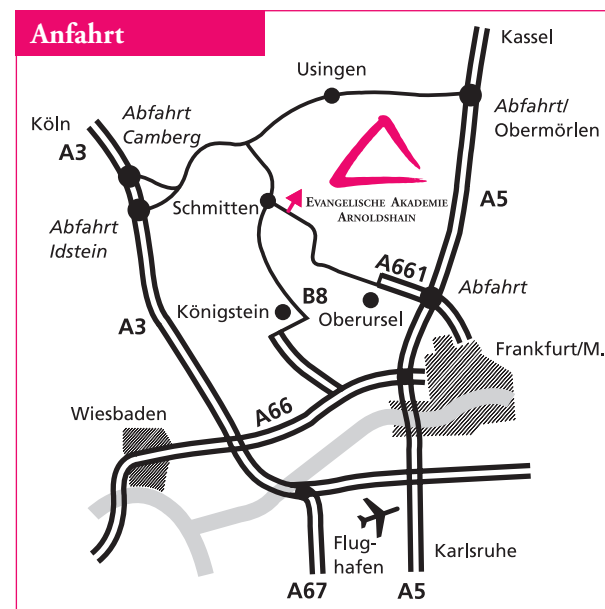 Anfahrt
Kassel
Usingen
Abfahrt
Camberg
Köln
A3
Abfahrt/
Obermörlen
A5
Schmitten
EVANGELISCHE AKADEMIE
ARNOLDSHAIN
Abfahrt
Idstein
A661
Abfahrt
B8
Königstein
Oberursel
A3
Frankfurt/M.
A66
Wiesbaden
Flug-
hafen
Karlsruhe
A67
A5